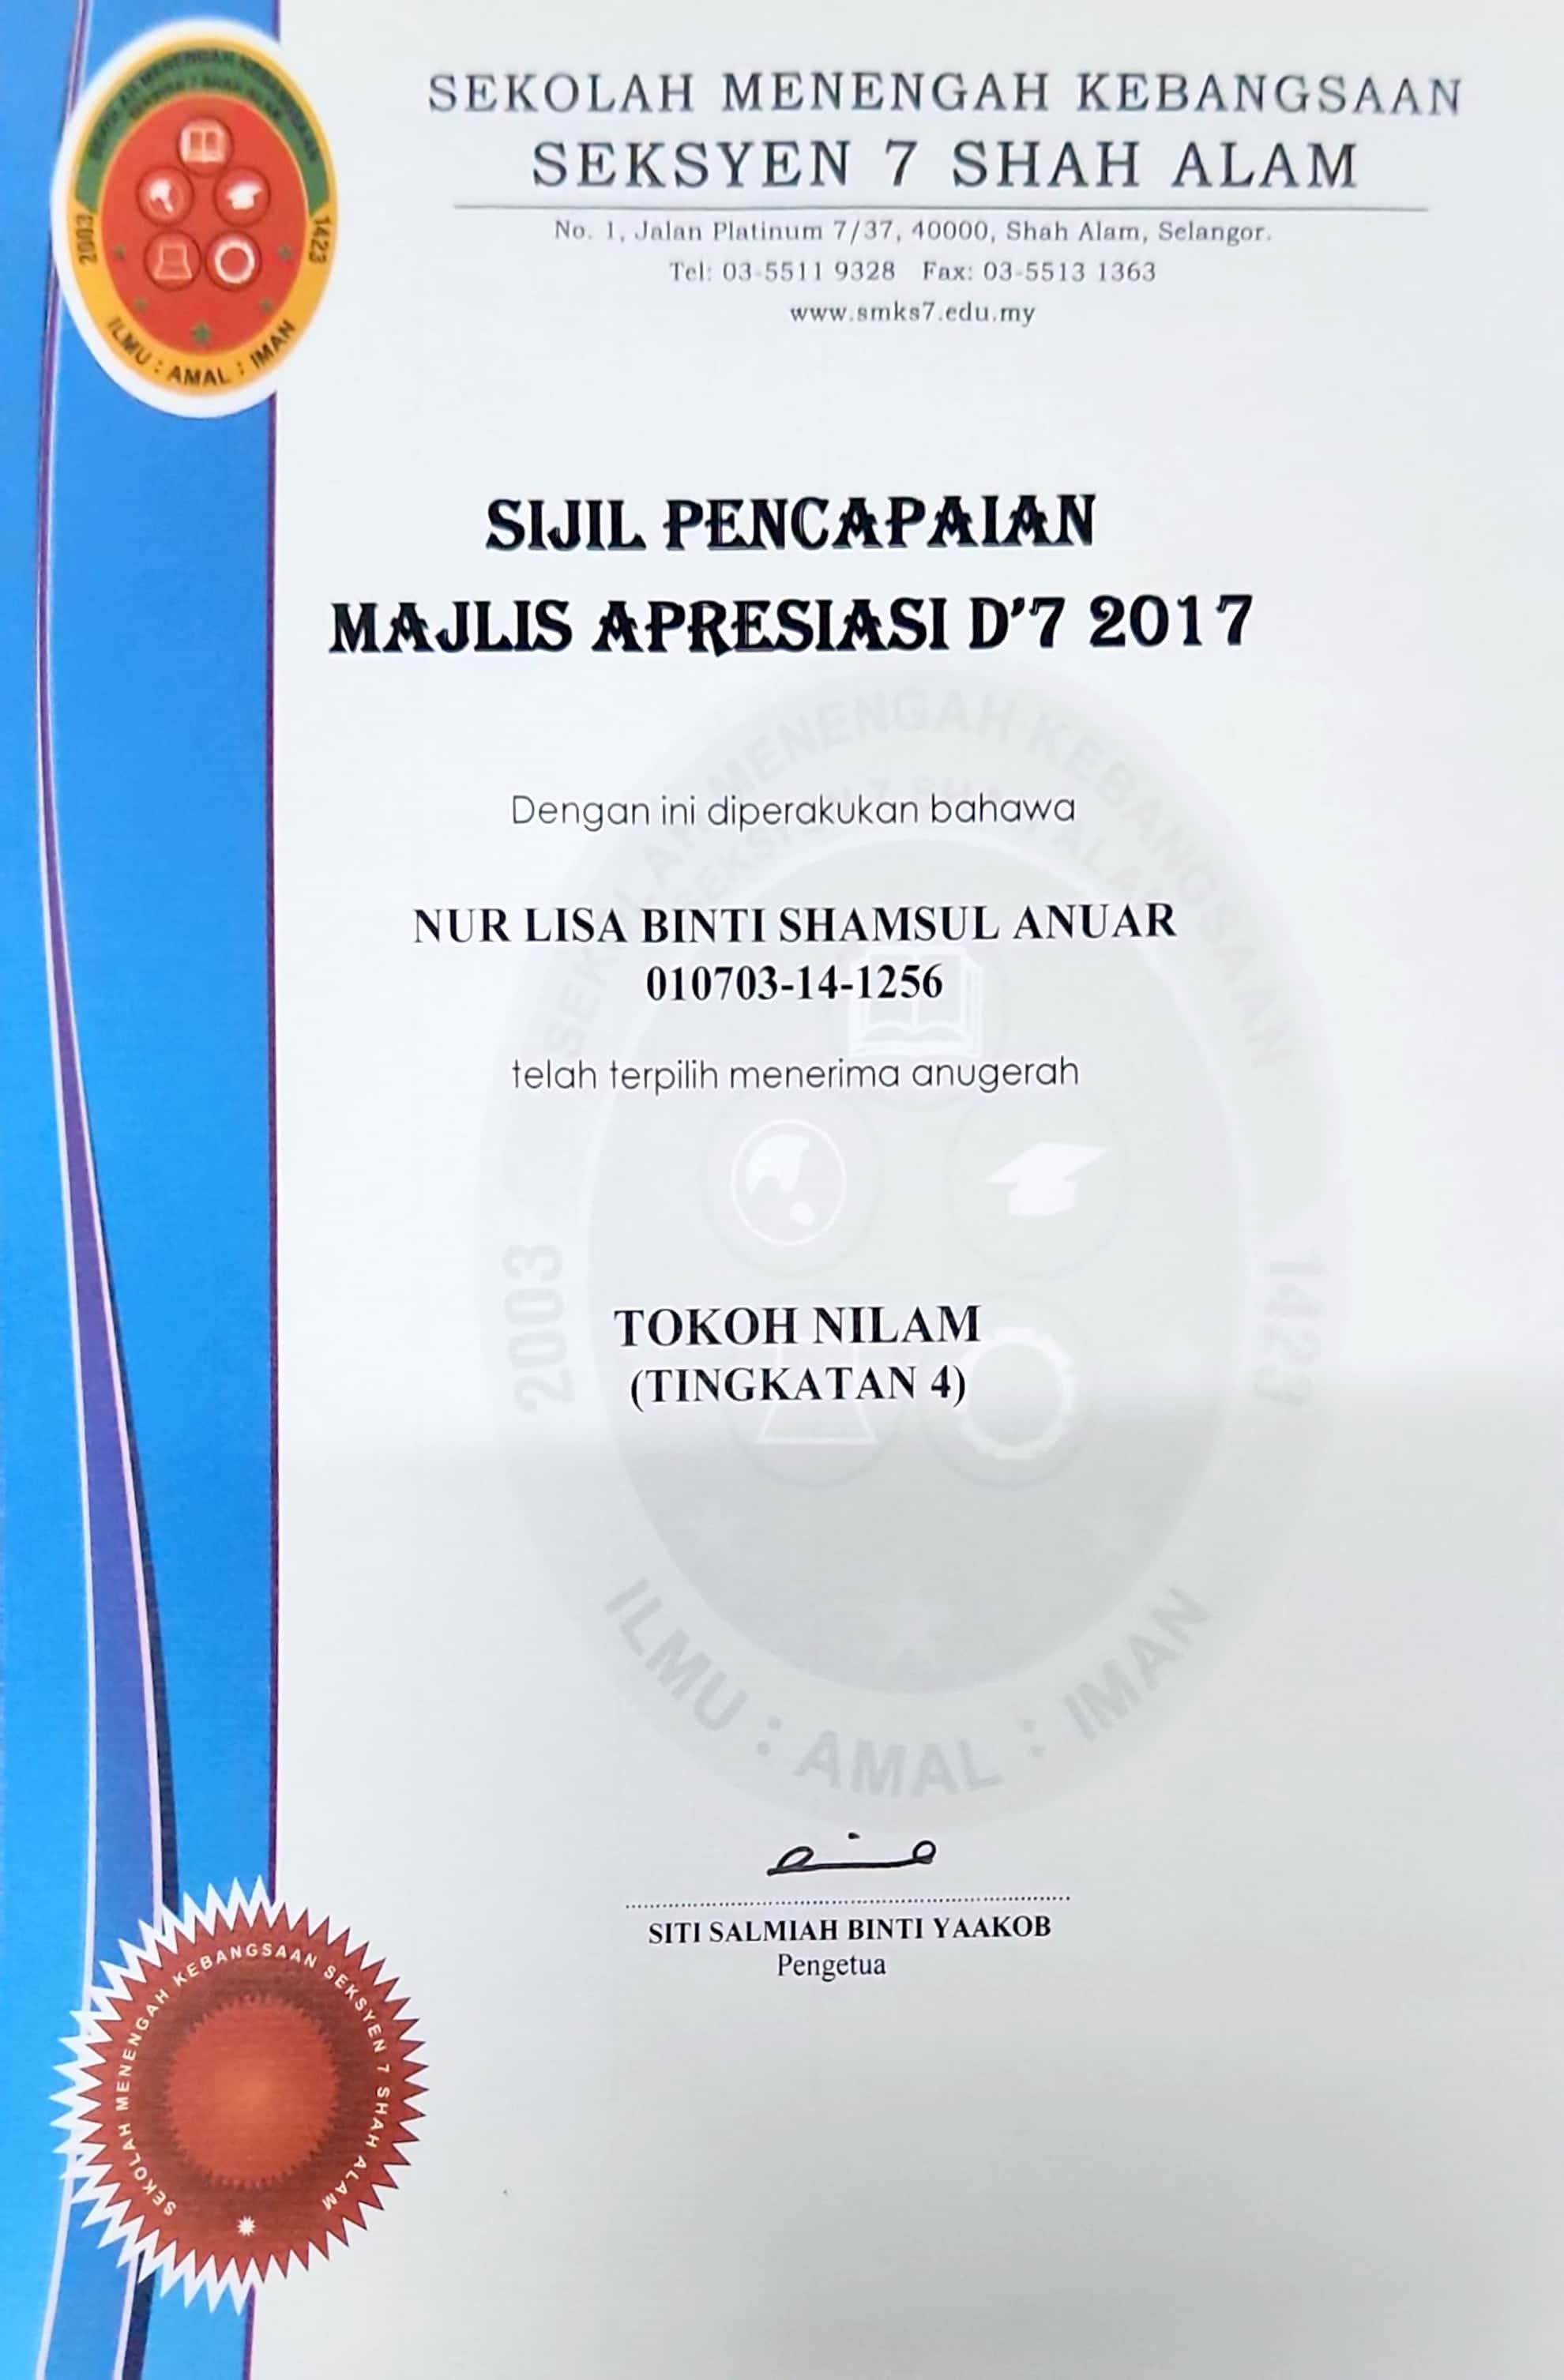 SEKOLAH MENENGAH KEBANGSAAN
SEKSYEN 7 SHAH ALAM
No. 1, Jalan Platinum 7/37, 40000, Shah Alam, Selangor.
Tel: 03-5511 9328 Fax: 03-5513 1363
www.smks7.edu.my
2003
1423
ILMU : AMAL : IMAN
SIJIL PENCAPAIAN
MAJLIS APRESIASI D'7 2017
Dengan ini diperakukan bahawa
NUR LISA BINTI SHAMSUL ANUAR
010703-14-1256
telah terpilih menerima anugerah
TOKOH NILAM
(TINGKATAN 4)
SEKOLAH MENENGAH KEBANGSAAN
SEKSYEN 7 SHAH ALAM
2003
1423
ILMU : AMAL : IMAN
SITI SALMIAH BINTI YAAKOB
Pengetua
SEKOLAH MENENGAH KEBANGSAAN SEKSYEN 7 SHAH ALAM